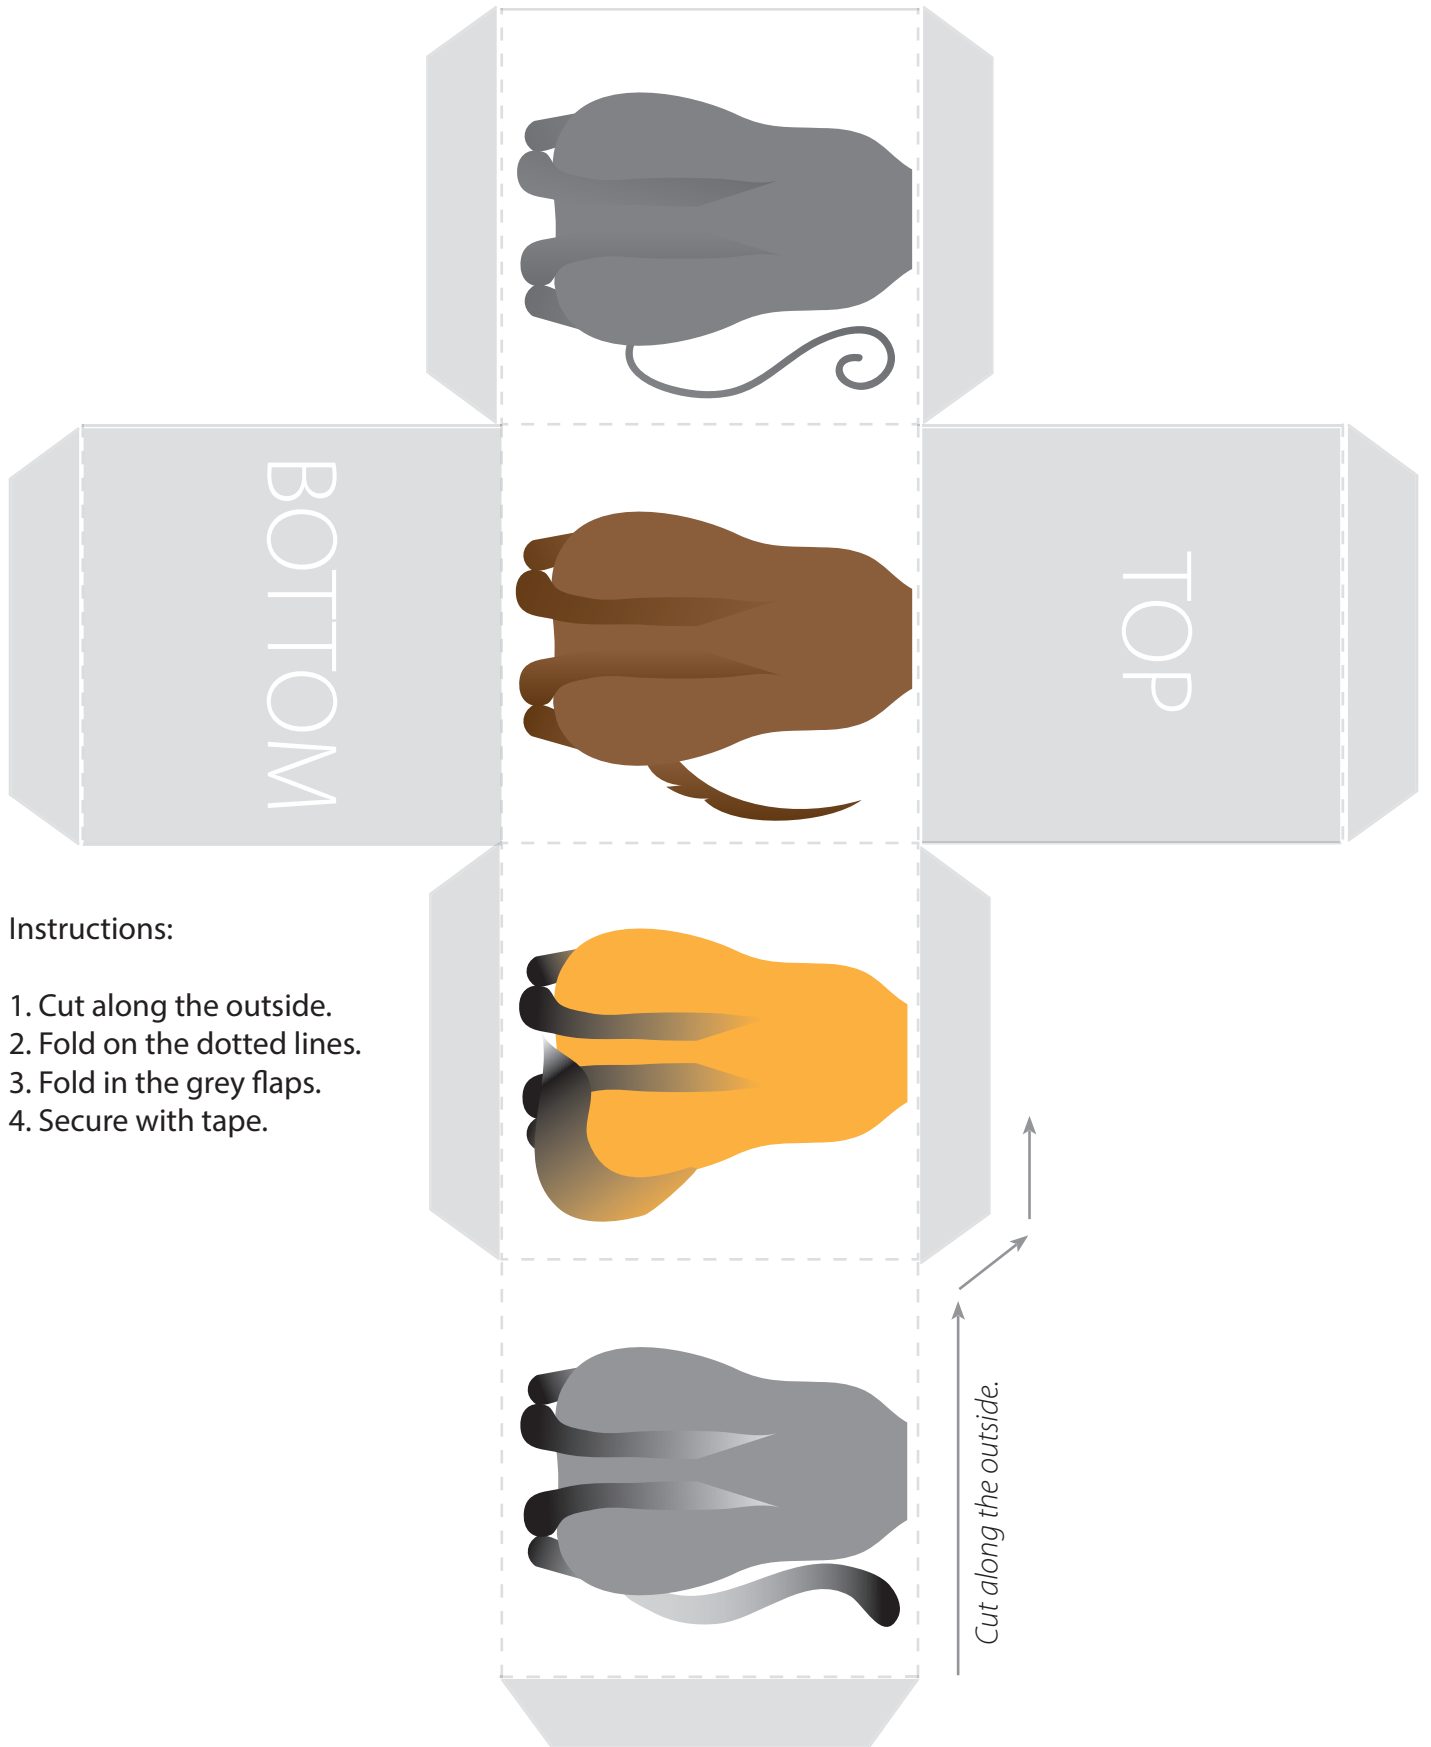 BOTTOM
TOP
Instructions:
1. Cut along the outside.
2. Fold on the dotted lines.
3. Fold in the grey flaps.
4. Secure with tape.
Cut along the outside.